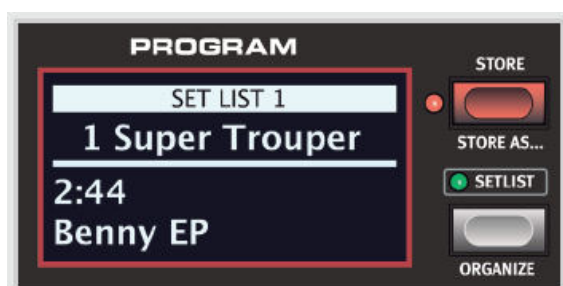 PROGRAM
SET LIST 1
1 Super Trouper
2:44
Benny EP
STORE
STORE AS...
SETLIST
ORGANIZE